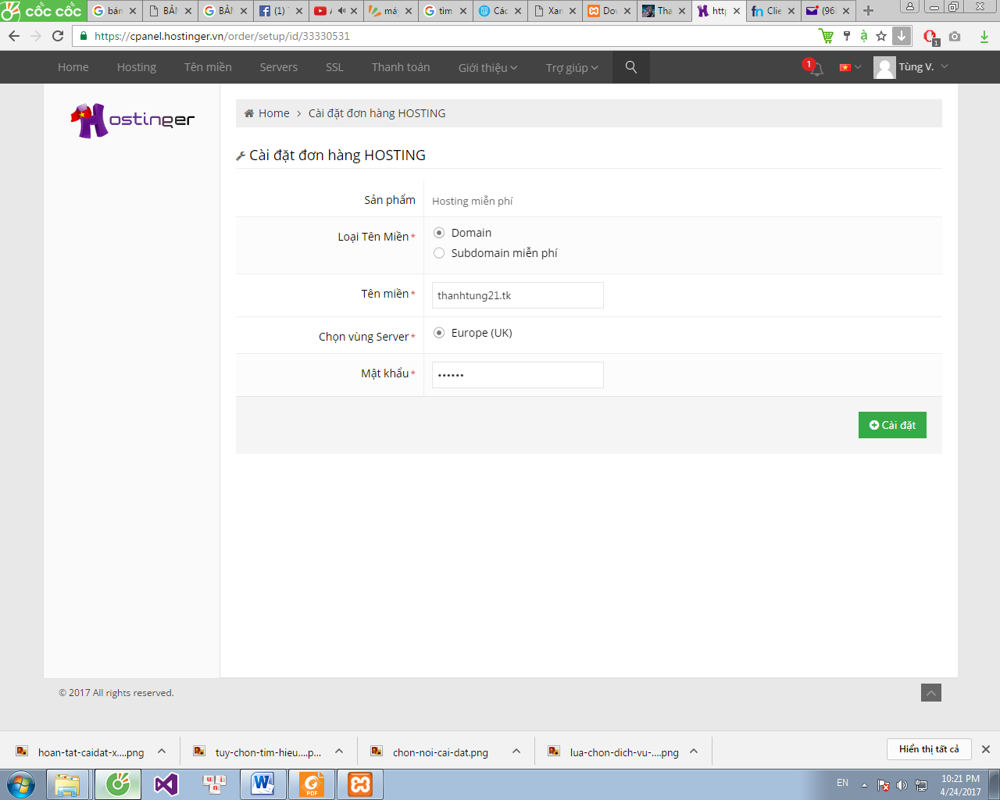 cốc cốc
bán
BẢN
BẢN
(1)
A
máy
tim
Các
Xan
Dov
Tha
http
Clie
(96
https://cpanel.hostinger.vn/order/setup/id/33330531
1
Home Hosting Tên miền Servers SSL Thanh toán Giới thiệu Trợ giúp
1
Tùng V.
Hostinger
Home > Cài đặt đơn hàng HOSTING
Cài đặt đơn hàng HOSTING
Sản phẩm Hosting miễn phí
Loại Tên Miền* Domain
Subdomain miễn phí
Tên miền* thanhtung21.tk
Chọn vùng Server* Europe (UK)
Mật khẩu* ••••••
Cài đặt
© 2017 All rights reserved.
hoan-tat-caidat-x....png
tuy-chon-tim-hieu....p...
chon-noi-cai-dat.png
lua-chon-dich-vu-....png
Hiển thị tất cả
PDF
EN
10:21 PM
4/24/2017